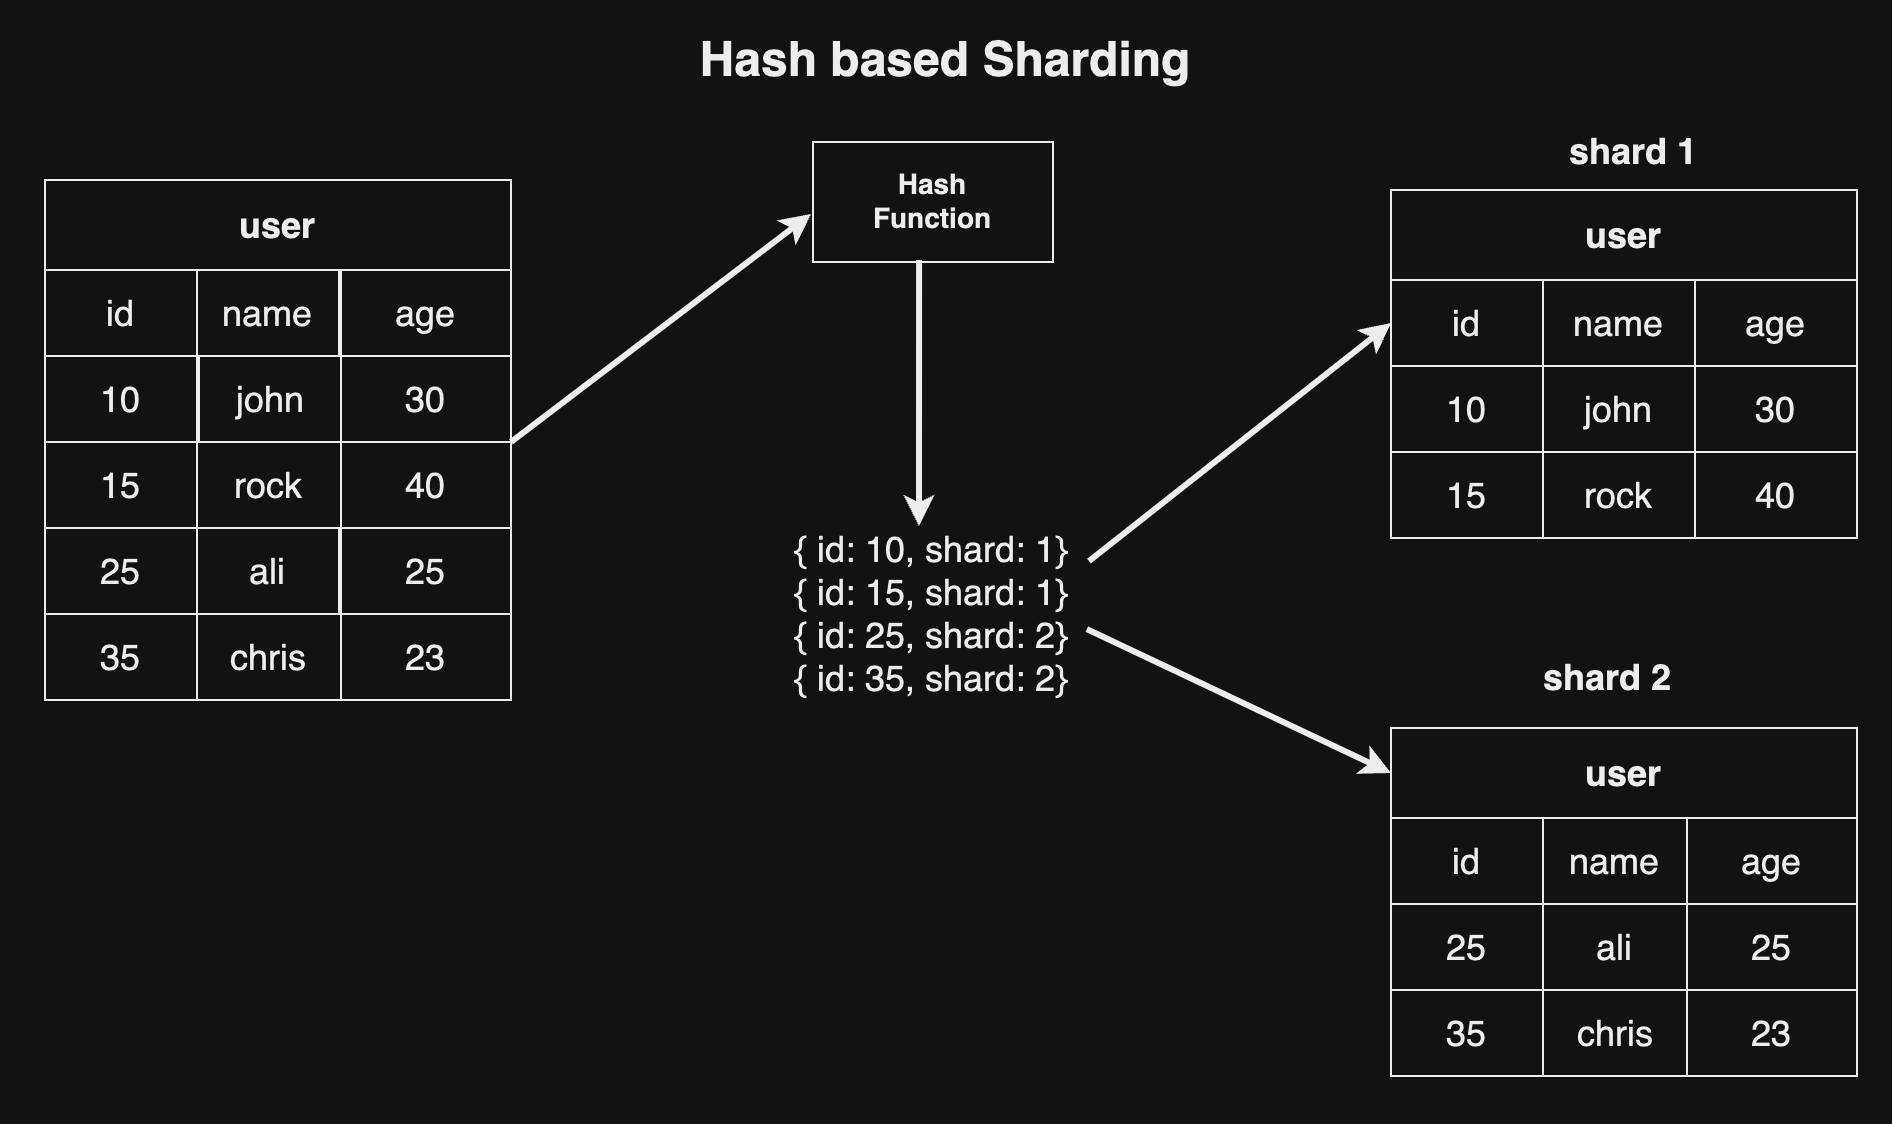 Hash based Sharding
user
id name age
10 john 30
15 rock 40
25 ali 25
35 chris 23
Hash
Function
{ id: 10, shard: 1}
{ id: 15, shard: 1}
{ id: 25, shard: 2}
{ id: 35, shard: 2}
shard 1
user
id name age
10 john 30
15 rock 40
shard 2
user
id name age
25 ali 25
35 chris 23